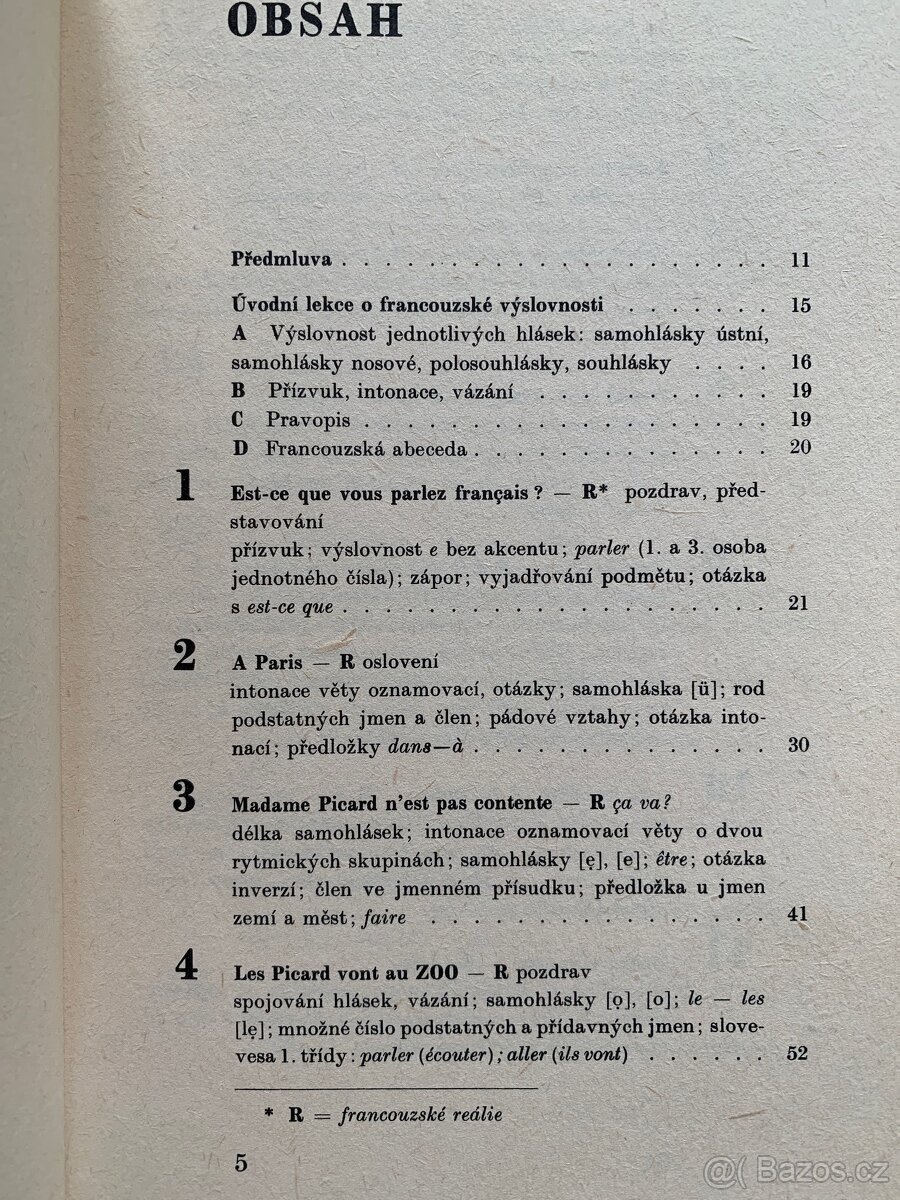 OBSAH
Předmluva . . . . . . . . . . . . . . . . . . . . 11
Úvodní lekce o francouzské výslovnosti . . . . . . . 15
A Výslovnost jednotlivých hlásek: samohlásky ústní,
samohlásky nosové, polosouhlásky, souhlásky . . . . 16
B Přízvuk, intonace, vázání . . . . . . . . . . . 19
C Pravopis . . . . . . . . . . . . . . . . . . . 19
D Francouzská abeceda . . . . . . . . . . . . . . 20
1 Est-ce que vous parlez français? — R* pozdrav, před-
stavování
přízvuk; výslovnost e bez akcentu; parler (1. a 3. osoba
jednotného čísla); zápor; vyjadřování podmětu; otázka
s est-ce que . . . . . . . . . . . . . . . . . . . . 21
2 A Paris — R oslovení
intonace věty oznamovací, otázky; samohláska [ü]; rod
podstatných jmen a člen; pádové vztahy; otázka into-
nací; předložky dans—à . . . . . . . . . . . . . . 30
3 Madame Picard n'est pas contente — R ça va?
délka samohlásek; intonace oznamovací věty o dvou
rytmických skupinách; samohlásky [ẹ], [e]; être; otázka
inverzí; člen ve jmenném přísudku; předložka u jmen
zemí a měst; faire . . . . . . . . . . . . . . . . 41
4 Les Picard vont au ZOO — R pozdrav
spojování hlásek, vázání; samohlásky [ọ], [o]; le — les
[lẹ]; množné číslo podstatných a přídavných jmen; slove-
vesa 1. třídy: parler (écouter); aller (ils vont) . . . . . . 52
* R = francouzské reálie
5
@( Bazos.cz